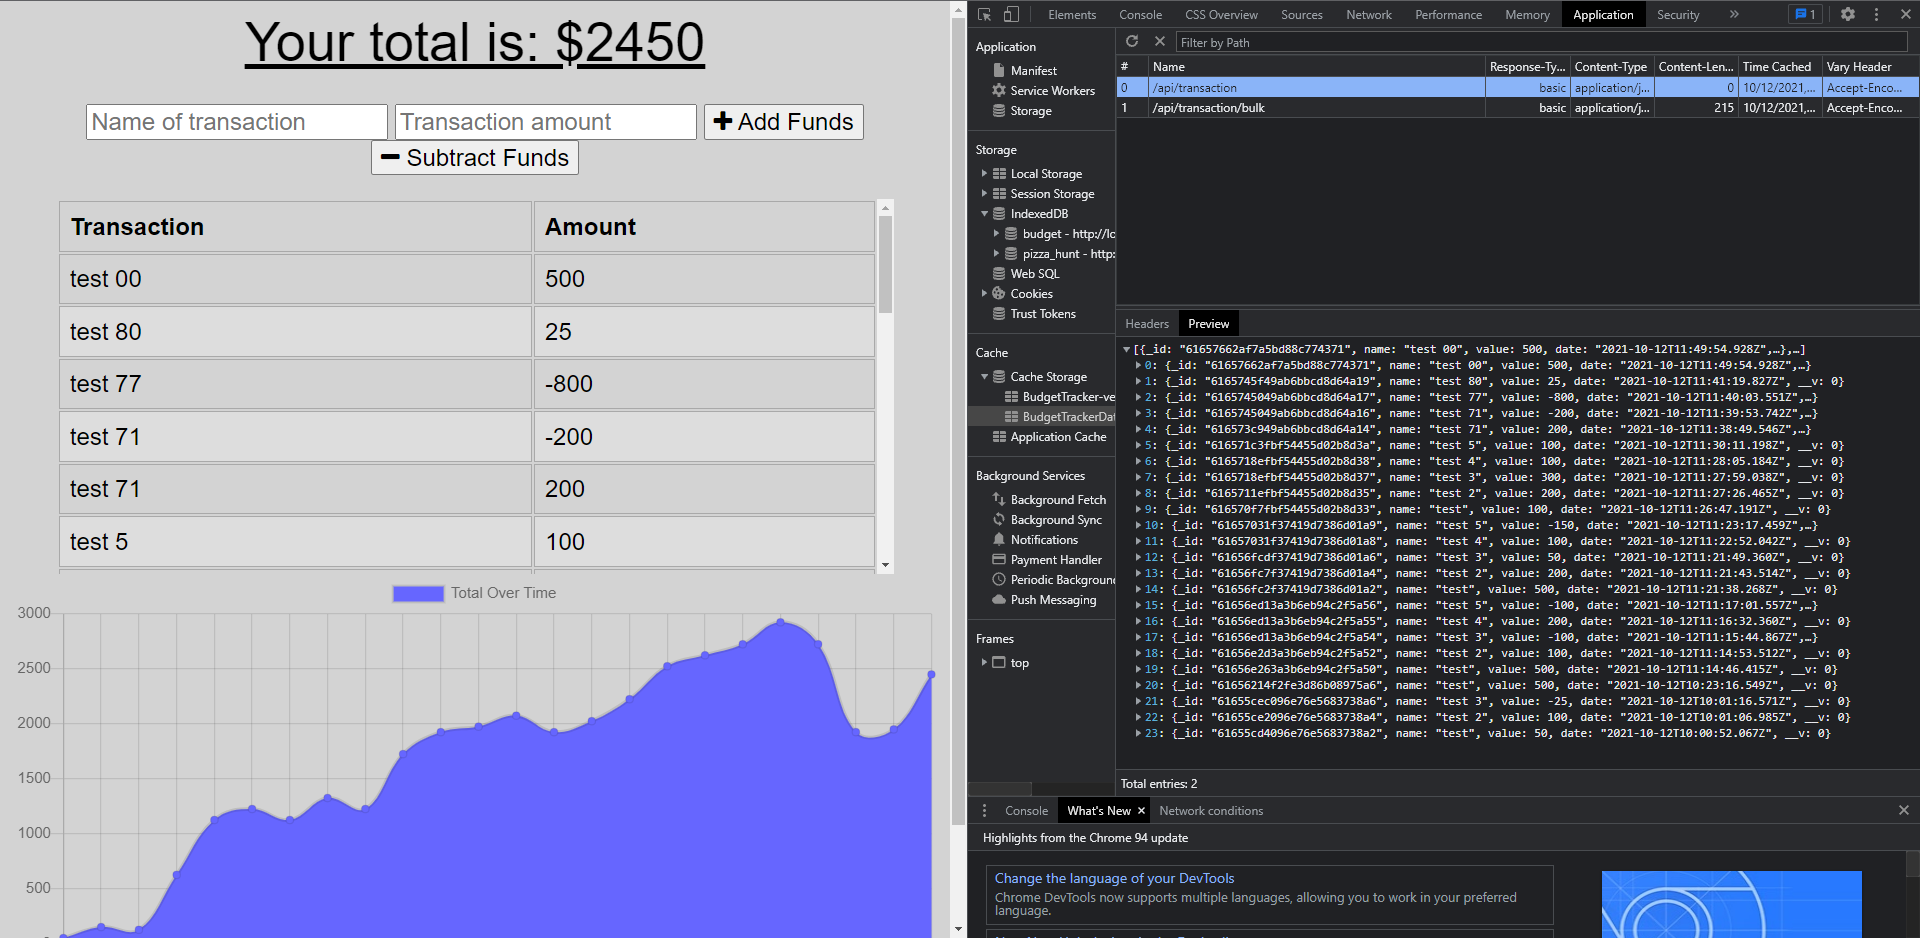 Your total is: $2450
Name of transaction Transaction amount Add Funds
Subtract Funds
Transaction Amount
test 00 500
test 80 25
test 77 -800
test 71 -200
test 71 200
test 5 100
Total Over Time
3000
2500
2000
1500
1000
500
Elements Console CSS Overview Sources Network Performance Memory Application Security » 1
Application
Manifest
Service Workers
Storage
Storage
Local Storage
Session Storage
IndexedDB
budget - http://lo
pizza_hunt - http:
Web SQL
Cookies
Trust Tokens
Cache
Cache Storage
BudgetTracker-ve
BudgetTrackerDat
Application Cache
Background Services
Background Fetch
Background Sync
Notifications
Payment Handler
Periodic Background
Push Messaging
Frames
top
Filter by Path
# Name Response-Ty... Content-Type Content-Len... Time Cached Vary Header
0 /api/transaction basic application/j... 0 10/12/2021,... Accept-Enco...
1 /api/transaction/bulk basic application/j... 215 10/12/2021,... Accept-Enco...
Headers Preview
[{_id: "61657662af7a5bd88c774371", name: "test 00", value: 500, date: "2021-10-12T11:49:54.928Z",…},…]
0: {_id: "61657662af7a5bd88c774371", name: "test 00", value: 500, date: "2021-10-12T11:49:54.928Z",…}
1: {_id: "6165745f49ab6bbcd8d64a19", name: "test 80", value: 25, date: "2021-10-12T11:41:19.827Z", __v: 0}
2: {_id: "6165745049ab6bbcd8d64a17", name: "test 77", value: -800, date: "2021-10-12T11:40:03.551Z",…}
3: {_id: "6165745049ab6bbcd8d64a16", name: "test 71", value: -200, date: "2021-10-12T11:39:53.742Z",…}
4: {_id: "616573c949ab6bbcd8d64a14", name: "test 71", value: 200, date: "2021-10-12T11:38:49.546Z",…}
5: {_id: "616571c3fbf54455d02b8d3a", name: "test 5", value: 100, date: "2021-10-12T11:30:11.198Z", __v: 0}
6: {_id: "6165718efbf54455d02b8d38", name: "test 4", value: 100, date: "2021-10-12T11:28:05.184Z", __v: 0}
7: {_id: "6165718efbf54455d02b8d37", name: "test 3", value: 300, date: "2021-10-12T11:27:59.038Z", __v: 0}
8: {_id: "6165711efbf54455d02b8d35", name: "test 2", value: 200, date: "2021-10-12T11:27:26.465Z", __v: 0}
9: {_id: "616570f7fbf54455d02b8d33", name: "test", value: 100, date: "2021-10-12T11:26:47.191Z", __v: 0}
10: {_id: "61657031f37419d7386d01a9", name: "test 5", value: -150, date: "2021-10-12T11:23:17.459Z",…}
11: {_id: "61657031f37419d7386d01a8", name: "test 4", value: 100, date: "2021-10-12T11:22:52.042Z", __v: 0}
12: {_id: "61656fcdf37419d7386d01a6", name: "test 3", value: 50, date: "2021-10-12T11:21:49.360Z", __v: 0}
13: {_id: "61656fc7f37419d7386d01a4", name: "test 2", value: 200, date: "2021-10-12T11:21:43.514Z", __v: 0}
14: {_id: "61656fc2f37419d7386d01a2", name: "test", value: 500, date: "2021-10-12T11:21:38.268Z", __v: 0}
15: {_id: "61656ed13a3b6eb94c2f5a56", name: "test 5", value: -100, date: "2021-10-12T11:17:01.557Z",…}
16: {_id: "61656ed13a3b6eb94c2f5a55", name: "test 4", value: 200, date: "2021-10-12T11:16:32.360Z", __v: 0}
17: {_id: "61656ed13a3b6eb94c2f5a54", name: "test 3", value: -100, date: "2021-10-12T11:15:44.867Z",…}
18: {_id: "61656e2d3a3b6eb94c2f5a52", name: "test 2", value: 100, date: "2021-10-12T11:14:53.512Z", __v: 0}
19: {_id: "61656e263a3b6eb94c2f5a50", name: "test", value: 500, date: "2021-10-12T11:14:46.415Z", __v: 0}
20: {_id: "61656214f2fe3d86b08975a6", name: "test", value: 500, date: "2021-10-12T10:23:16.549Z", __v: 0}
21: {_id: "61655cec096e76e5683738a6", name: "test 3", value: -25, date: "2021-10-12T10:01:16.571Z", __v: 0}
22: {_id: "61655ce2096e76e5683738a4", name: "test 2", value: 100, date: "2021-10-12T10:01:06.985Z", __v: 0}
23: {_id: "61655cd4096e76e5683738a2", name: "test", value: 50, date: "2021-10-12T10:00:52.067Z", __v: 0}
Total entries: 2
Console What's New Network conditions
Highlights from the Chrome 94 update
Change the language of your DevTools
Chrome DevTools now supports multiple languages, allowing you to work in your preferred
language.